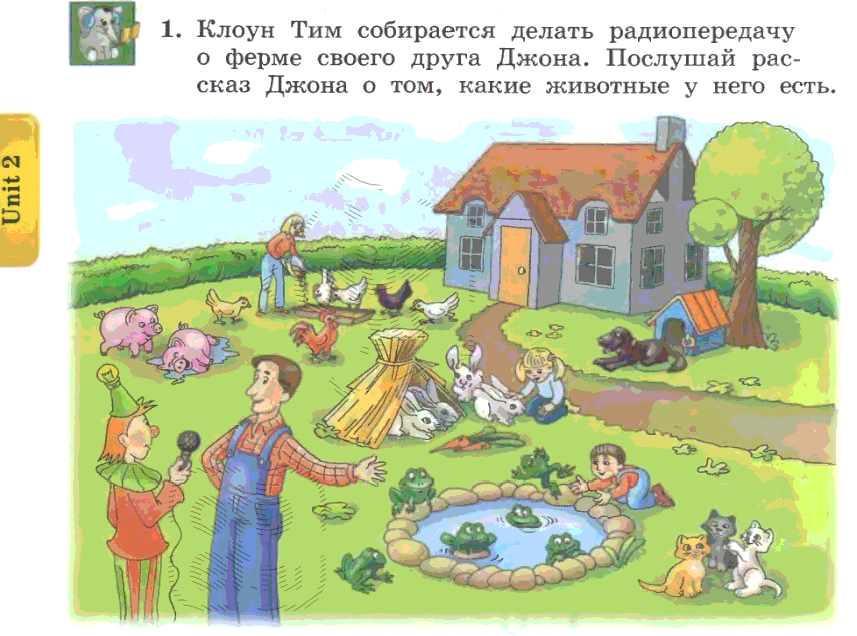 1. Клоун Тим собирается делать радиопередачу
о ферме своего друга Джона. Послушай рас-
сказ Джона о том, какие животные у него есть.
Unit 2